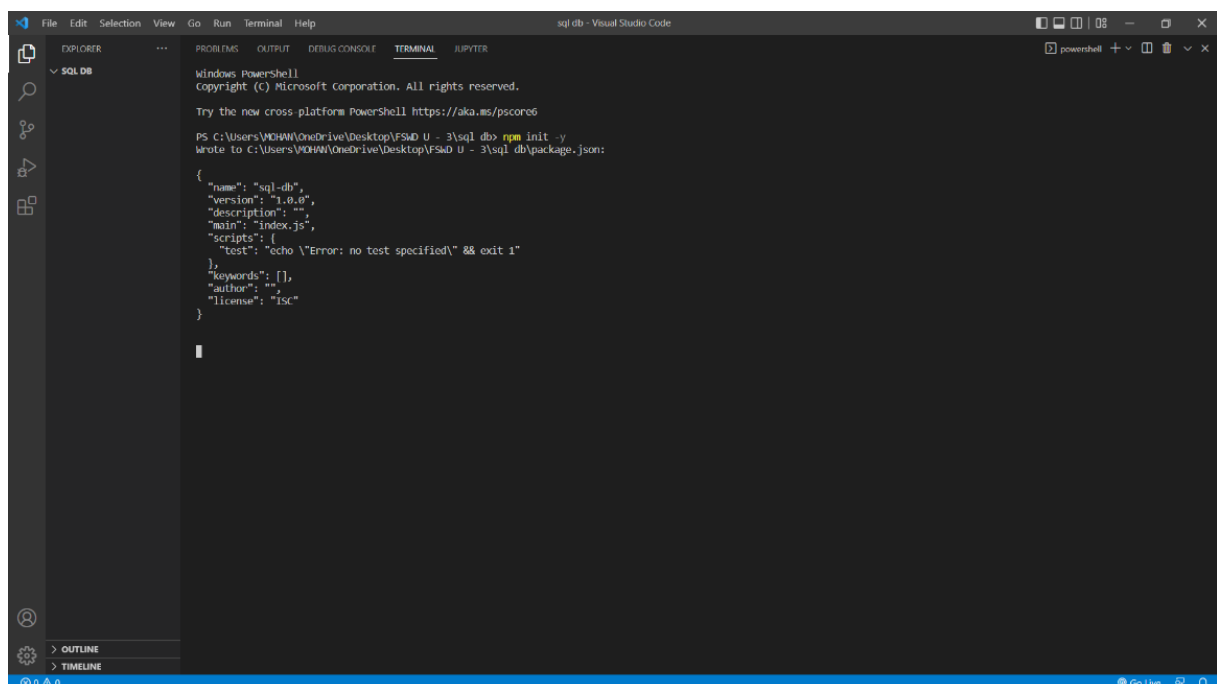 File Edit Selection View Go Run Terminal Help
sql db - Visual Studio Code
EXPLORER
PROBLEMS OUTPUT DEBUG CONSOLE TERMINAL JUPYTER
powershell
SQL DB
Windows PowerShell
Copyright (C) Microsoft Corporation. All rights reserved.
Try the new cross-platform PowerShell https://aka.ms/pscore6
PS C:\Users\MOHAN\OneDrive\Desktop\FSWD U - 3\sql db> npm init -y
Wrote to C:\Users\MOHAN\OneDrive\Desktop\FSWD U - 3\sql db\package.json:
{
"name": "sql-db",
"version": "1.0.0",
"description": "",
"main": "index.js",
"scripts": {
"test": "echo \"Error: no test specified\" && exit 1"
},
"keywords": [],
"author": "",
"license": "ISC"
}
OUTLINE
TIMELINE
0 0
Go Live